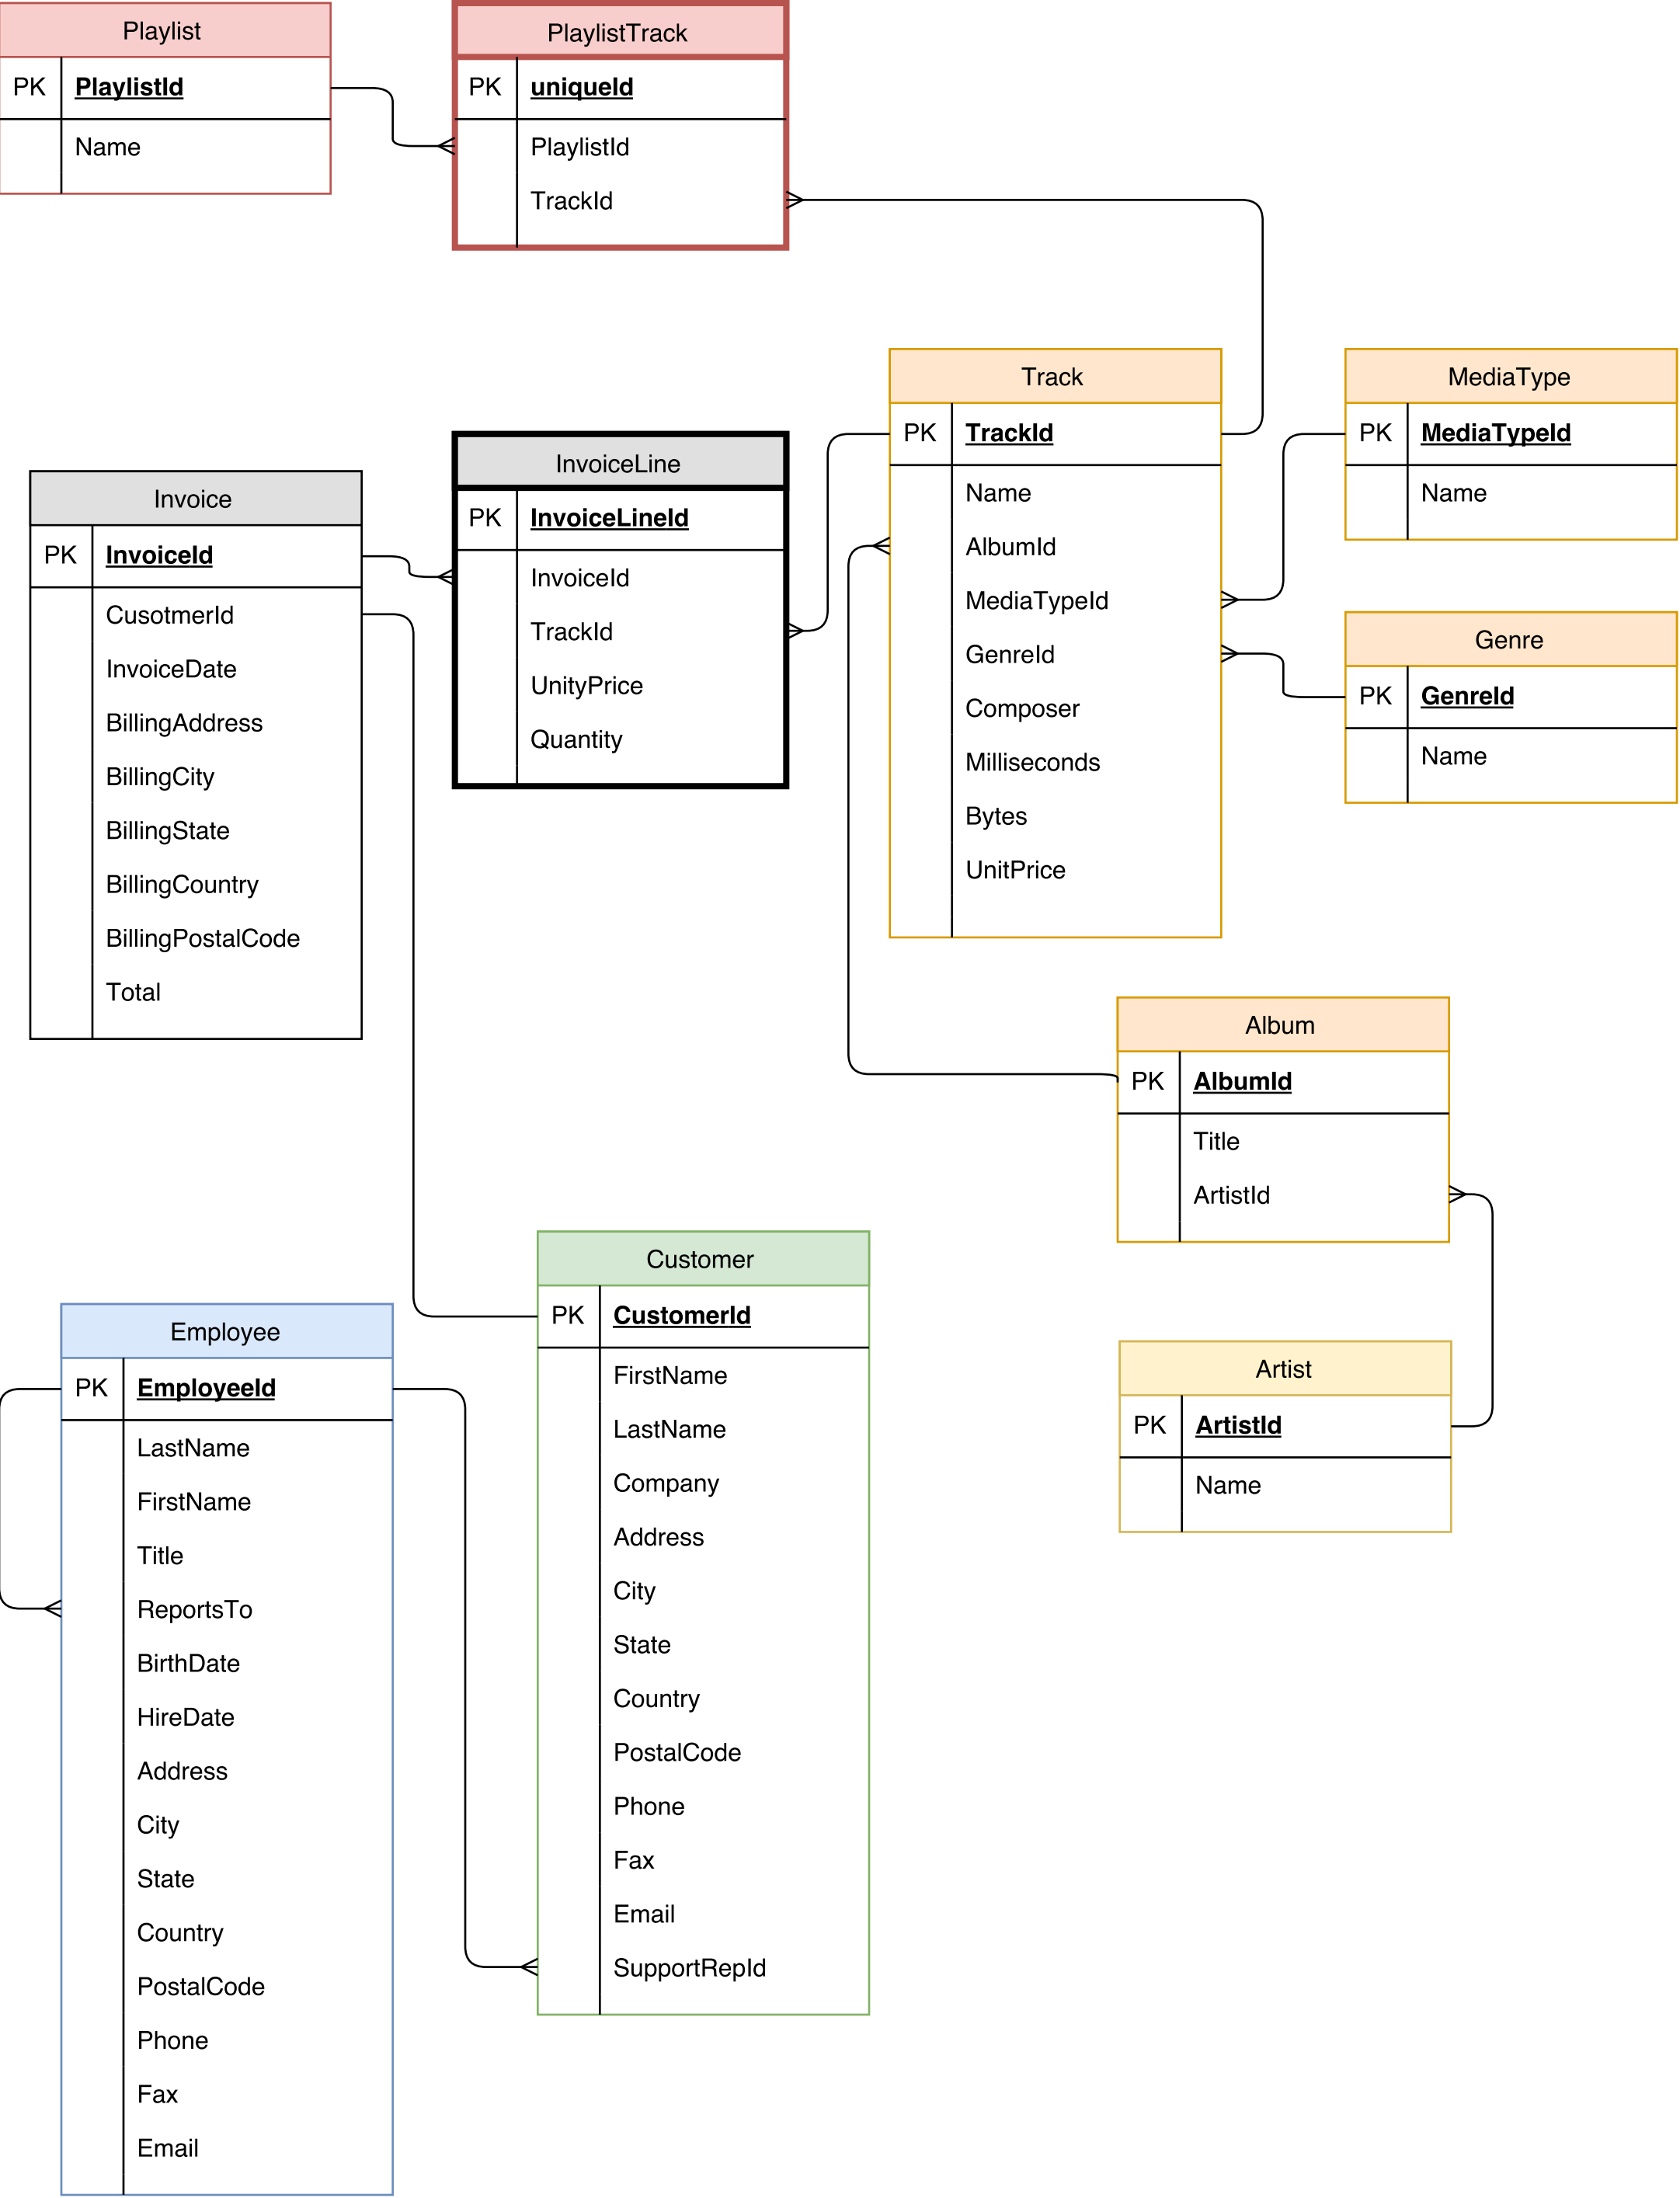 Playlist
PK PlaylistId
Name
PlaylistTrack
PK uniqueId
PlaylistId
TrackId
Track
PK TrackId
Name
AlbumId
MediaTypeId
GenreId
Composer
Milliseconds
Bytes
UnitPrice
MediaType
PK MediaTypeId
Name
Genre
PK GenreId
Name
InvoiceLine
PK InvoiceLineId
InvoiceId
TrackId
UnityPrice
Quantity
Invoice
PK InvoiceId
CusotmerId
InvoiceDate
BillingAddress
BillingCity
BillingState
BillingCountry
BillingPostalCode
Total
Album
PK AlbumId
Title
ArtistId
Artist
PK ArtistId
Name
Customer
PK CustomerId
FirstName
LastName
Company
Address
City
State
Country
PostalCode
Phone
Fax
Email
SupportRepId
Employee
PK EmployeeId
LastName
FirstName
Title
ReportsTo
BirthDate
HireDate
Address
City
State
Country
PostalCode
Phone
Fax
Email